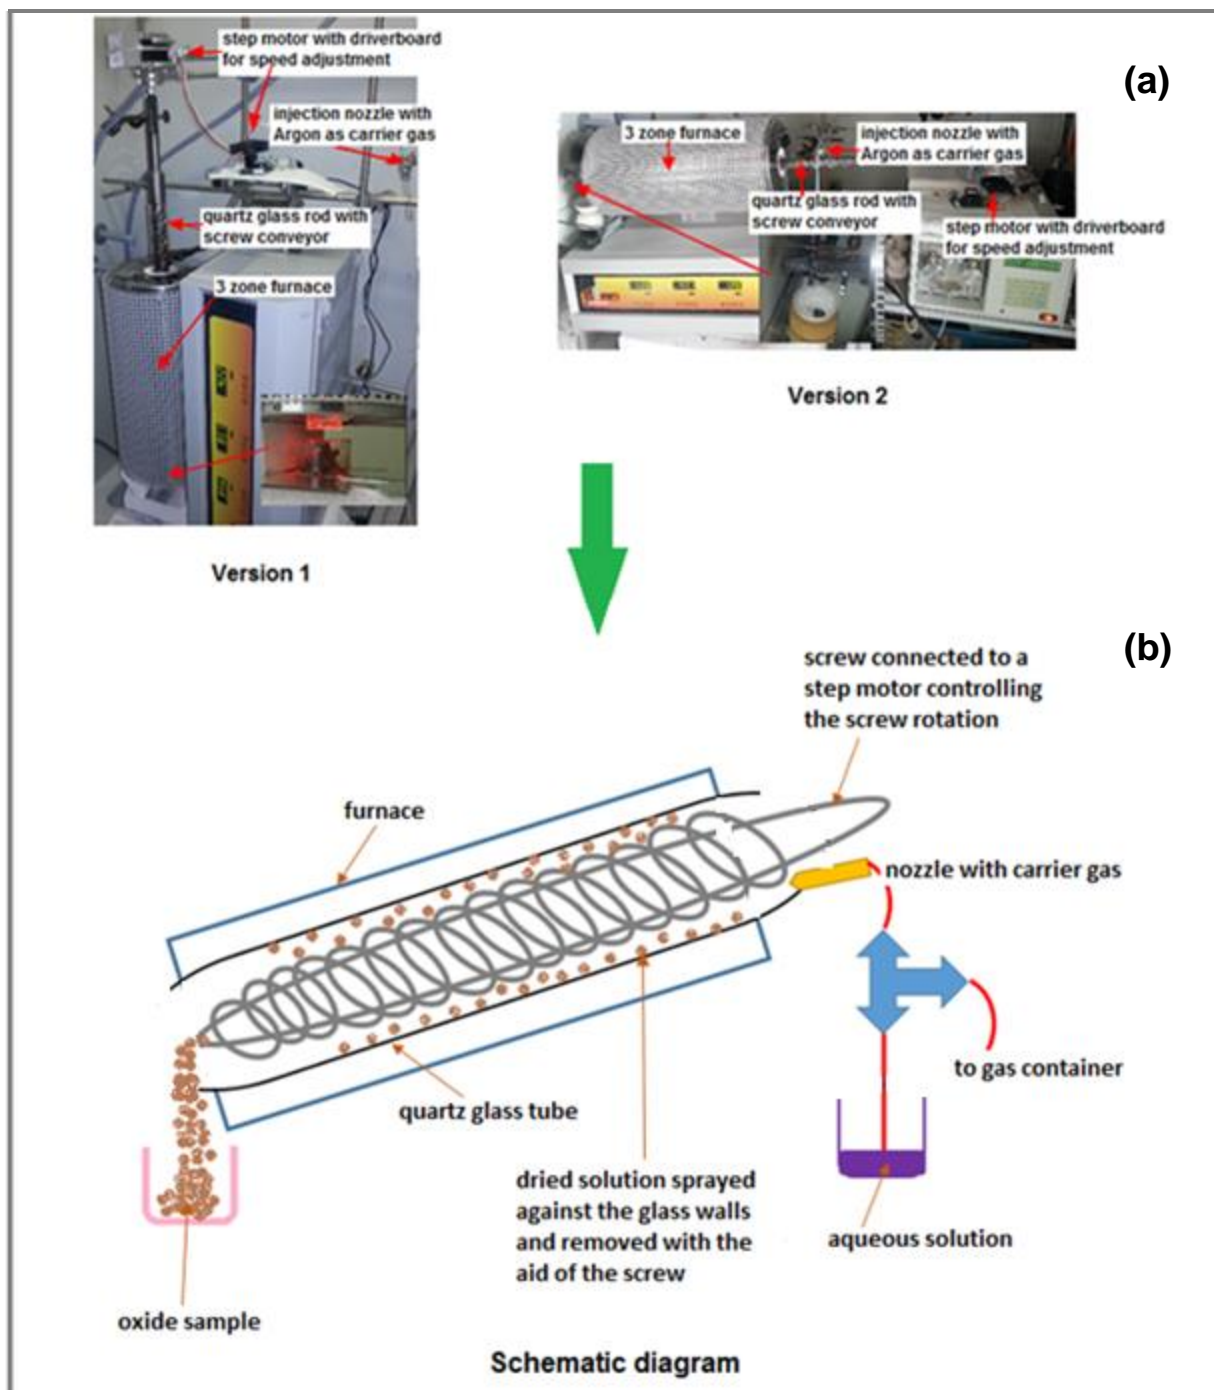 (a)
step motor with driverboard
for speed adjustment
injection nozzle with
Argon as carrier gas
quartz glass rod with
screw conveyor
3 zone furnace
Version 1
3 zone furnace
injection nozzle with
Argon as carrier gas
quartz glass rod with
screw conveyor
step motor with driverboard
for speed adjustment
Version 2
(b)
screw connected to a
step motor controlling
the screw rotation
furnace
nozzle with carrier gas
to gas container
quartz glass tube
dried solution sprayed
against the glass walls
and removed with the
aid of the screw
aqueous solution
oxide sample
Schematic diagram